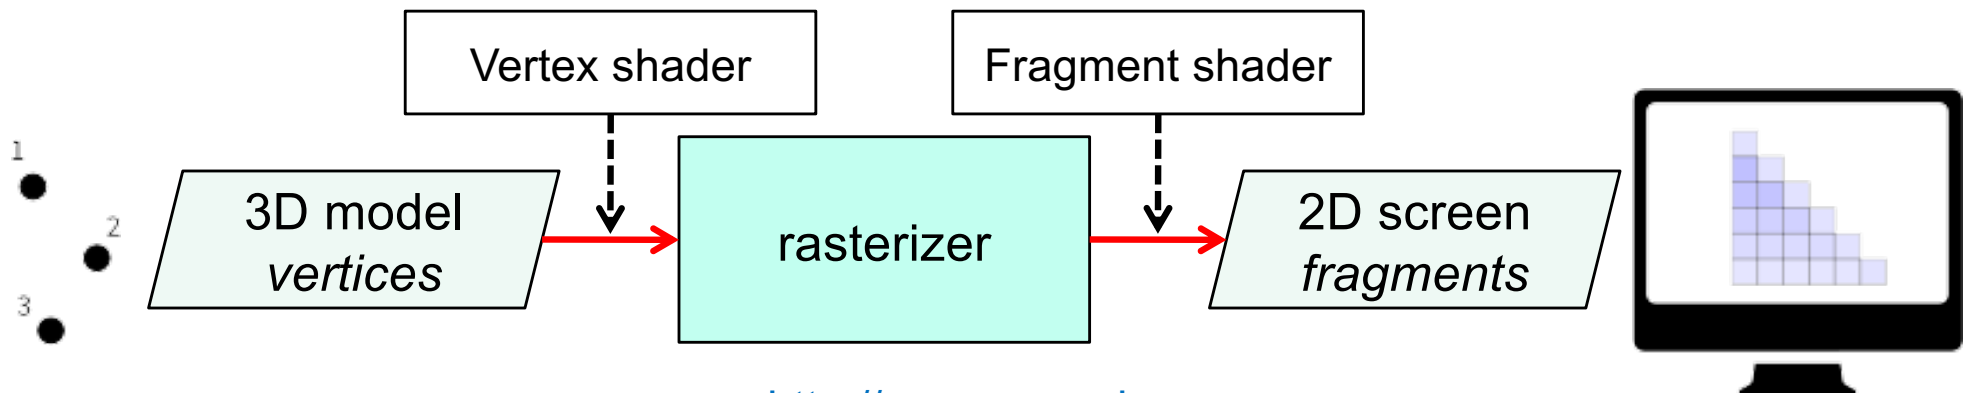 Vertex shader
Fragment shader
1
2
3
3D model
vertices
rasterizer
2D screen
fragments